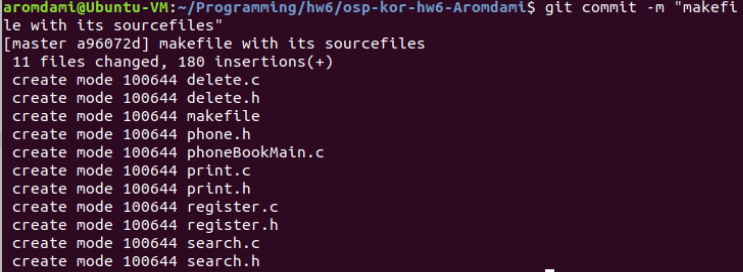 aromdami@Ubuntu-VM:~/Programming/hw6/osp-kor-hw6-Aromdami$ git commit -m "makefi
le with its sourcefiles"
[master a96072d] makefile with its sourcefiles
 11 files changed, 180 insertions(+)
 create mode 100644 delete.c
 create mode 100644 delete.h
 create mode 100644 makefile
 create mode 100644 phone.h
 create mode 100644 phoneBookMain.c
 create mode 100644 print.c
 create mode 100644 print.h
 create mode 100644 register.c
 create mode 100644 register.h
 create mode 100644 search.c
 create mode 100644 search.h